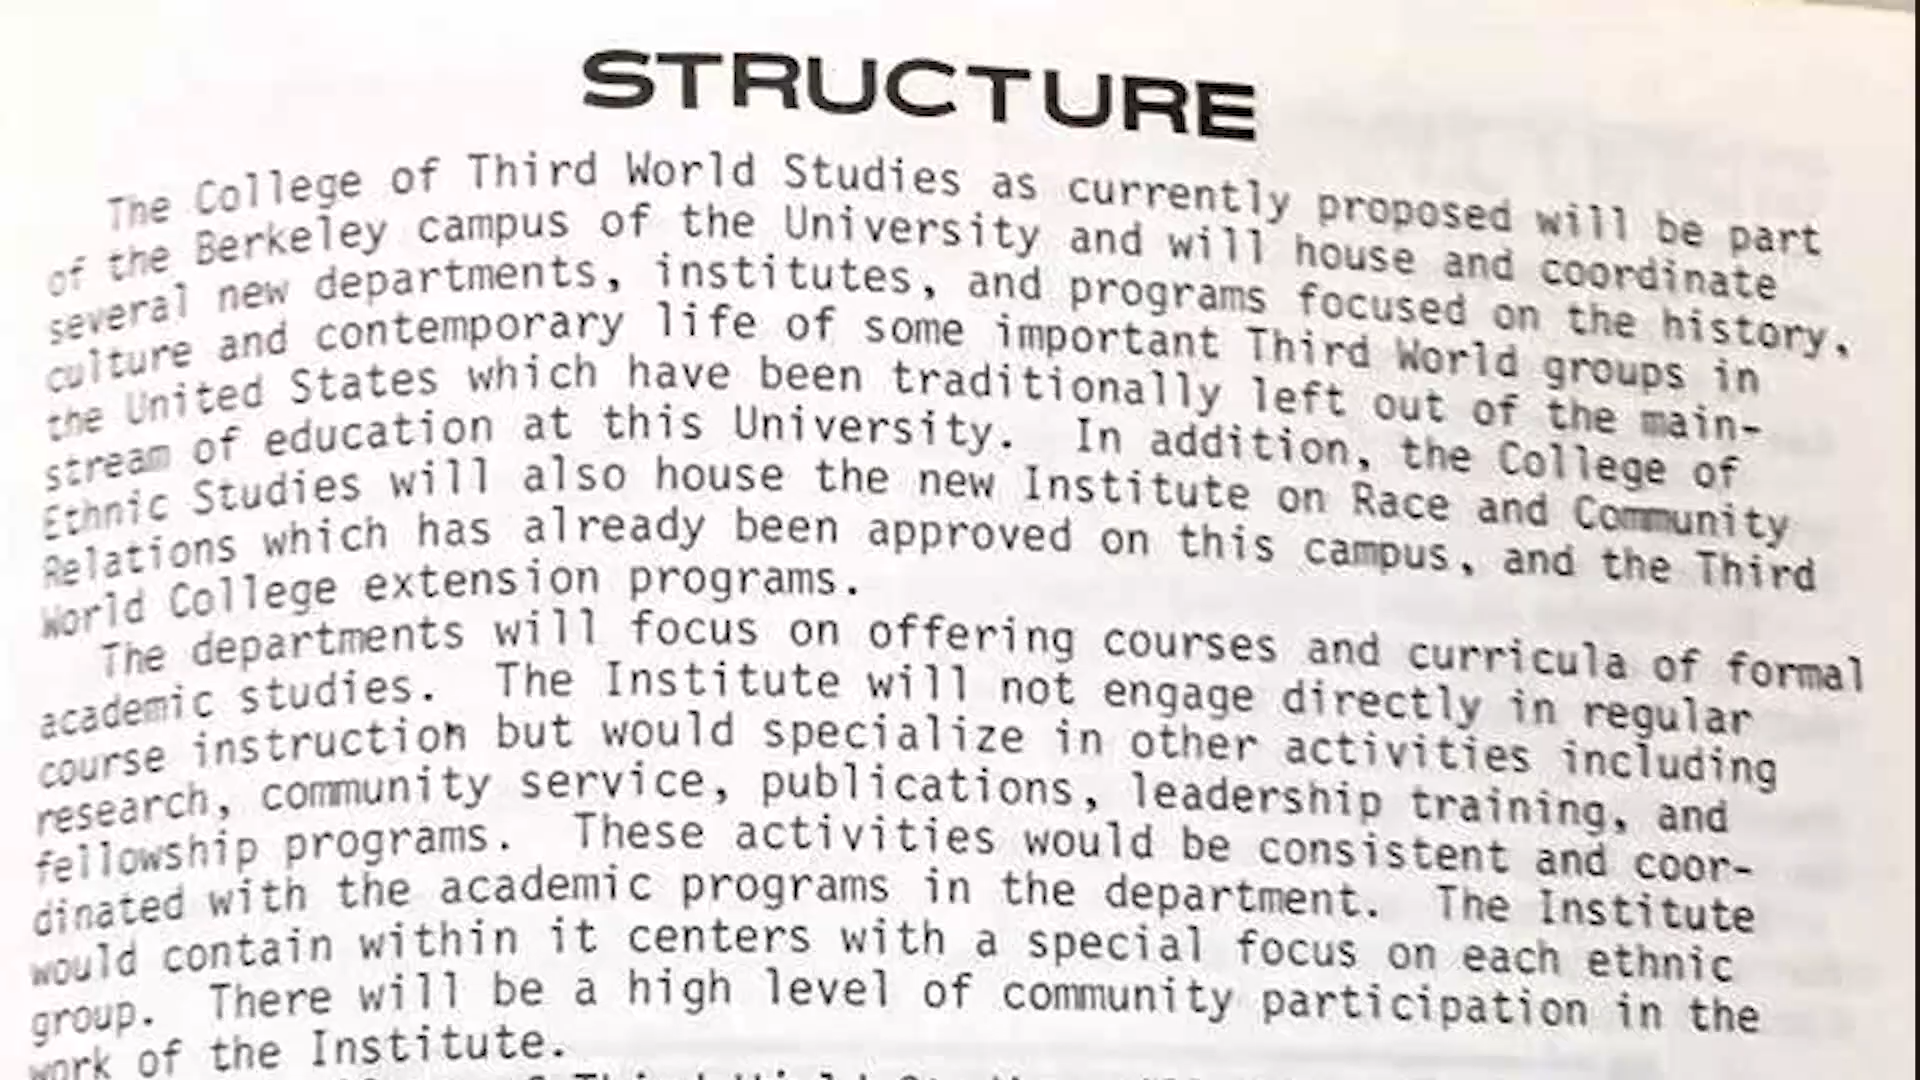 STRUCTURE
The College of Third World Studies as currently proposed will be part
of the Berkeley campus of the University and will house and coordinate
several new departments, institutes, and programs focused on the history,
culture and contemporary life of some important Third World groups in
the United States which have been traditionally left out of the main-
stream of education at this University. In addition, the College of
Ethnic Studies will also house the new Institute on Race and Community
Relations which has already been approved on this campus, and the Third
World College extension programs.
The departments will focus on offering courses and curricula of formal
academic studies. The Institute will not engage directly in regular
course instruction but would specialize in other activities including
research, community service, publications, leadership training, and
fellowship programs. These activities would be consistent and coor-
dinated with the academic programs in the department. The Institute
would contain within it centers with a special focus on each ethnic
group. There will be a high level of community participation in the
work of the Institute.